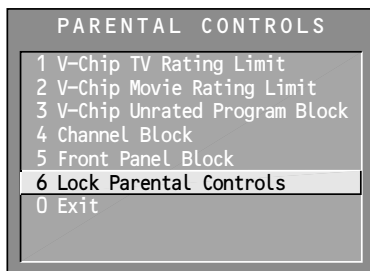 PARENTAL CONTROLS
1 V-Chip TV Rating Limit
2 V-Chip Movie Rating Limit
3 V-Chip Unrated Program Block
4 Channel Block
5 Front Panel Block
6 Lock Parental Controls
0 Exit